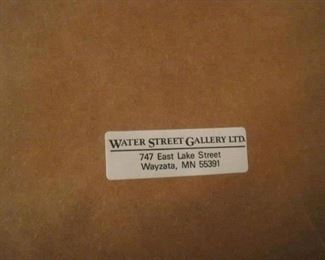 WATER STREET GALLERY LTD.
747 East Lake Street
Wayzata, MN 55391